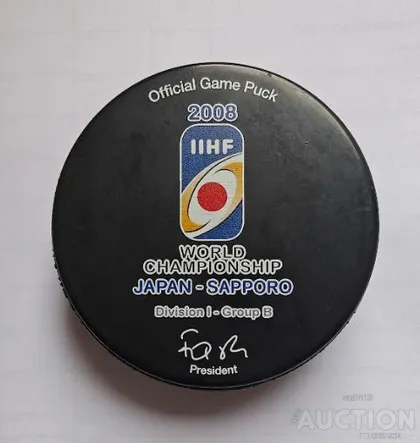 Official Game Puck
2008
IIHF
WORLD
CHAMPIONSHIP
JAPAN - SAPPORO
Division I - Group B
President
AUCTION